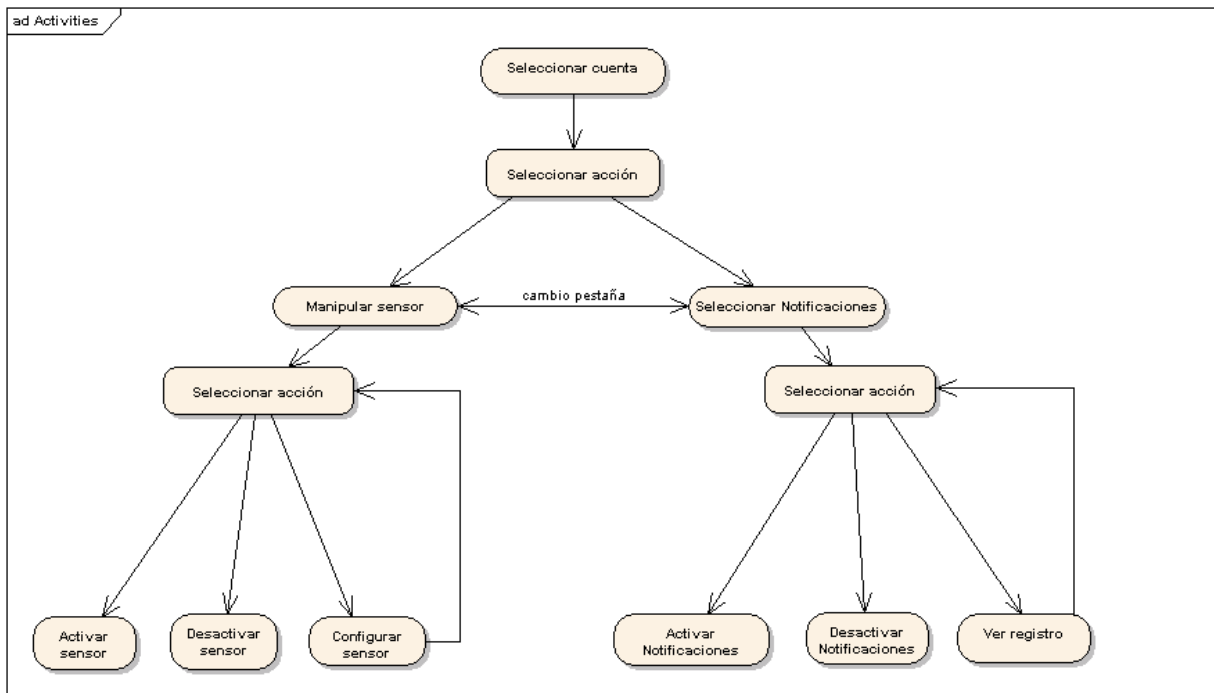 ad Activities
Seleccionar cuenta
Seleccionar acción
Manipular sensor
cambio pestaña
Seleccionar Notificaciones
Seleccionar acción
Seleccionar acción
Activar
sensor
Desactivar
sensor
Configurar
sensor
Activar
Notificaciones
Desactivar
Notificaciones
Ver registro